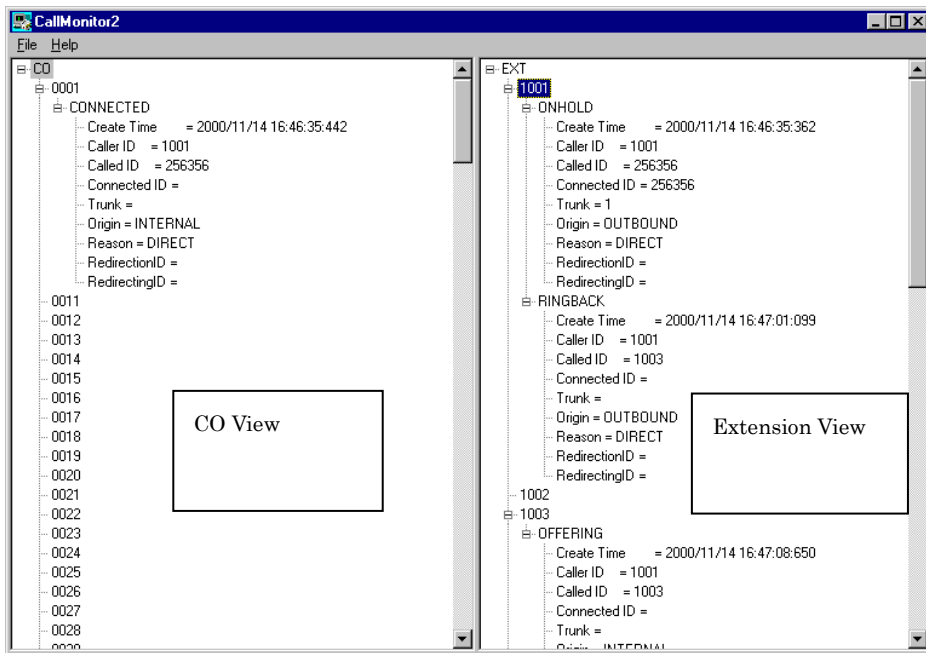 CallMonitor2
File Help
CO
0001
CONNECTED
Create Time = 2000/11/14 16:46:35:442
Caller ID = 1001
Called ID = 256356
Connected ID =
Trunk =
Origin = INTERNAL
Reason = DIRECT
RedirectionID =
RedirectingID =
0011
0012
0013
0014
0015
0016
0017
0018
0019
0020
0021
0022
0023
0024
0025
0026
0027
0028
0029
CO View
EXT
1001
ONHOLD
Create Time = 2000/11/14 16:46:35:362
Caller ID = 1001
Called ID = 256356
Connected ID = 256356
Trunk = 1
Origin = OUTBOUND
Reason = DIRECT
RedirectionID =
RedirectingID =
RINGBACK
Create Time = 2000/11/14 16:47:01:099
Caller ID = 1001
Called ID = 1003
Connected ID =
Trunk =
Origin = OUTBOUND
Reason = DIRECT
RedirectionID =
RedirectingID =
1002
1003
OFFERING
Create Time = 2000/11/14 16:47:08:650
Caller ID = 1001
Called ID = 1003
Connected ID =
Trunk =
Origin = INTERNAL
Extension View